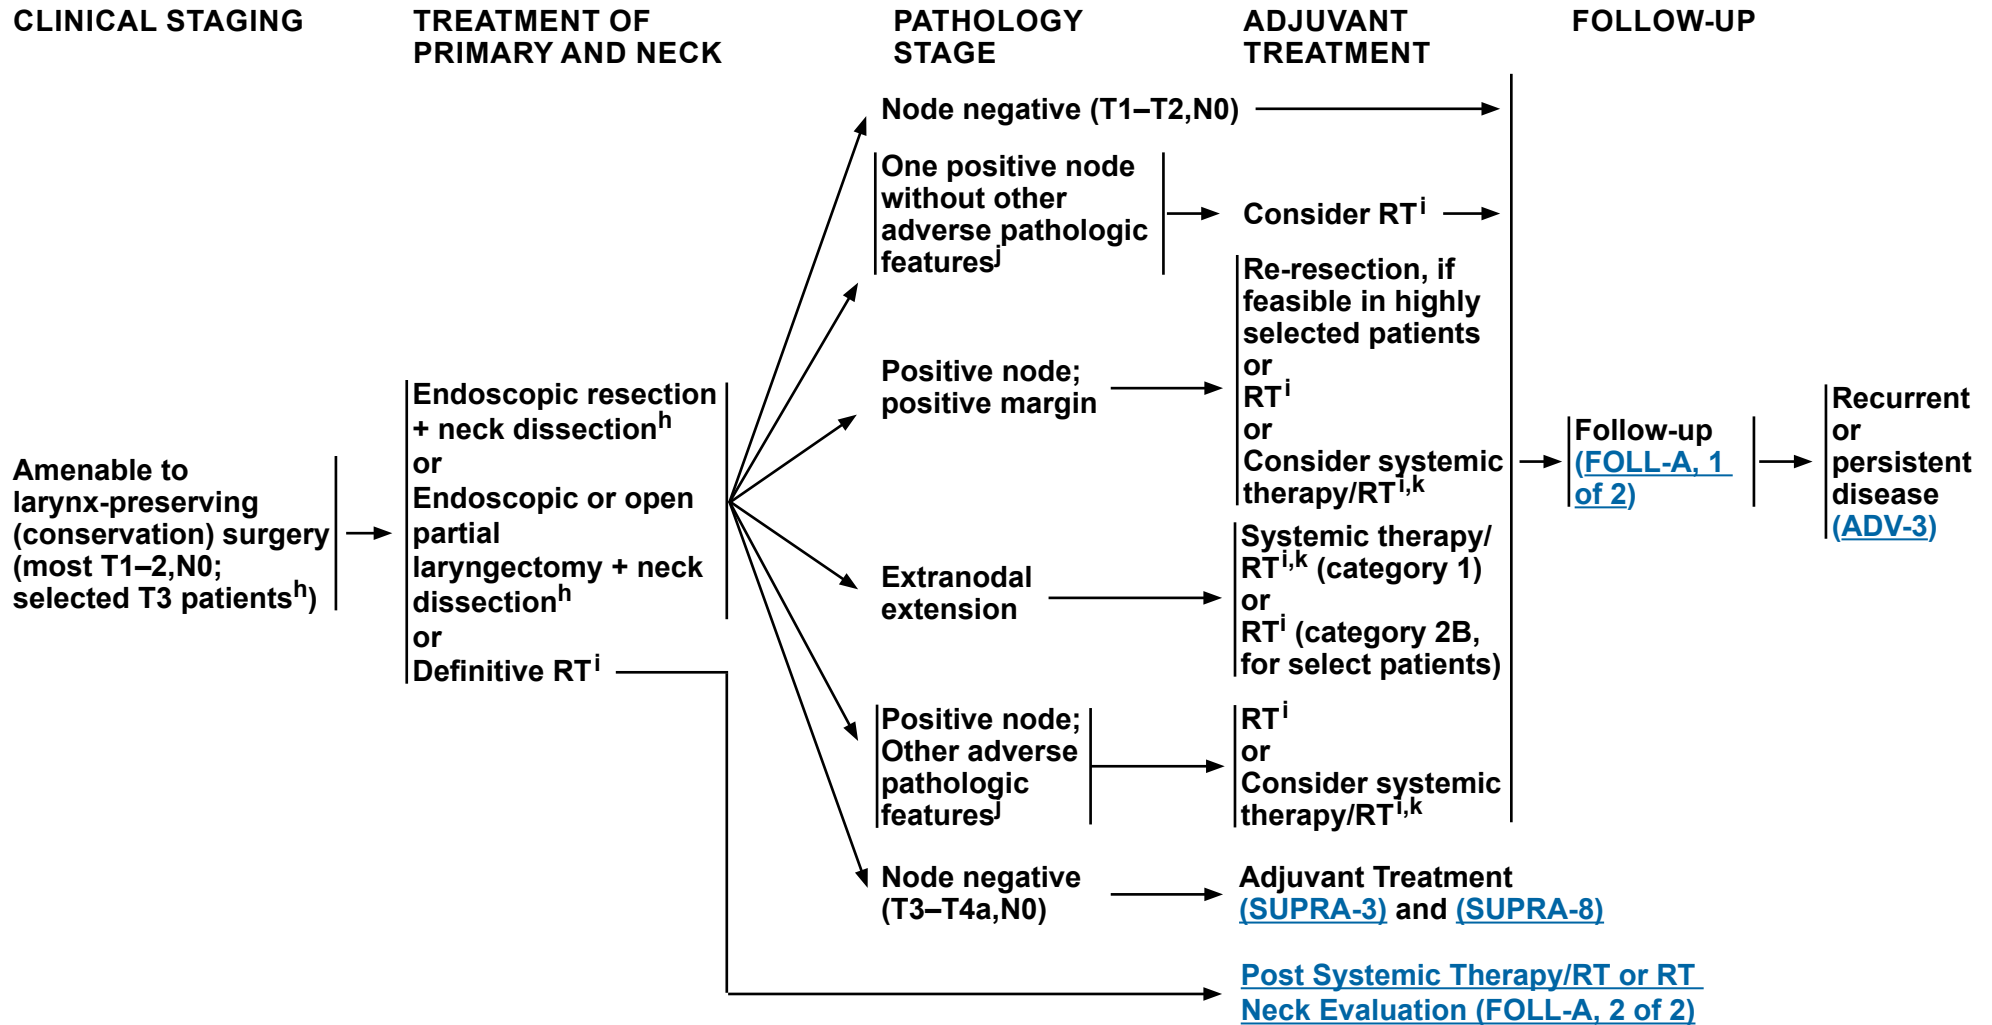 CLINICAL STAGING
TREATMENT OF
PRIMARY AND NECK
PATHOLOGY
STAGE
ADJUVANT
TREATMENT
FOLLOW-UP
Amenable to
larynx-preserving
(conservation) surgery
(most T1–2,N0;
selected T3 patientsh)
Endoscopic resection
+ neck dissectionh
or
Endoscopic or open
partial
laryngectomy + neck
dissectionh
or
Definitive RTi
Node negative (T1–T2,N0)
One positive node
without other
adverse pathologic
featuresj
Consider RTi
Positive node;
positive margin
Re-resection, if
feasible in highly
selected patients
or
RTi
or
Consider systemic
therapy/RTi,k
Extranodal
extension
Systemic therapy/
RTi,k (category 1)
or
RTi (category 2B,
for select patients)
Positive node;
Other adverse
pathologic
featuresj
RTi
or
Consider systemic
therapy/RTi,k
Node negative
(T3–T4a,N0)
Adjuvant Treatment
(SUPRA-3) and (SUPRA-8)
Post Systemic Therapy/RT or RT
Neck Evaluation (FOLL-A, 2 of 2)
Follow-up
(FOLL-A, 1
of 2)
Recurrent
or
persistent
disease
(ADV-3)